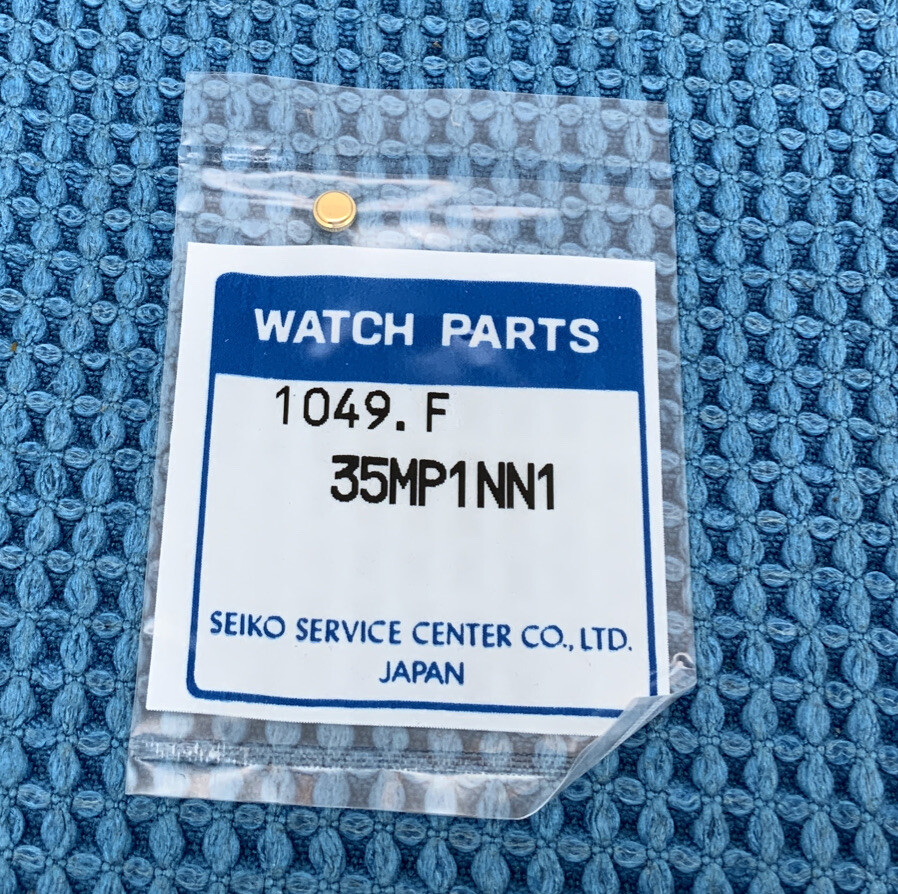 WATCH PARTS
1049.F
35MP1NN1
SEIKO SERVICE CENTER CO., LTD.
JAPAN